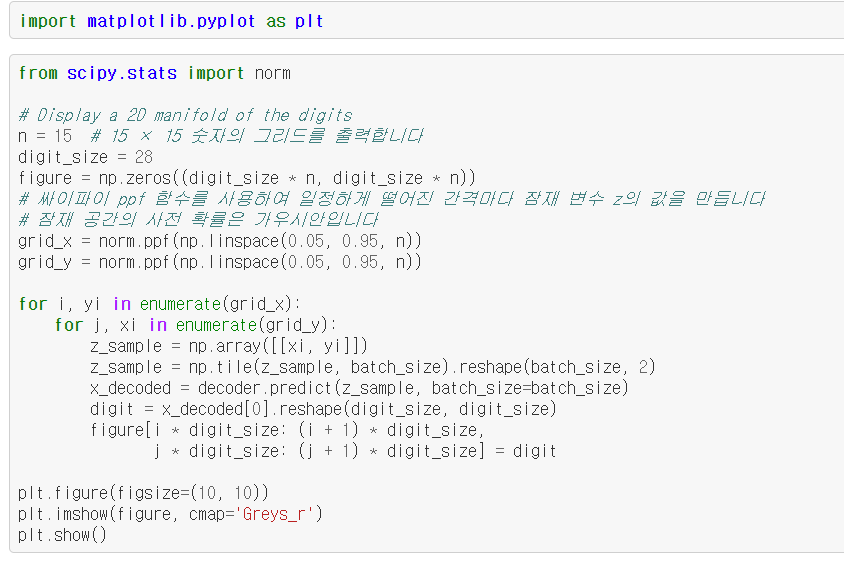 import matplotlib.pyplot as plt
from scipy.stats import norm
# Display a 2D manifold of the digits
n = 15  # 15 × 15 숫자의 그리드를 출력합니다
digit_size = 28
figure = np.zeros((digit_size * n, digit_size * n))
# 싸이파이 ppf 함수를 사용하여 일정하게 떨어진 간격마다 잠재 변수 z의 값을 만듭니다
# 잠재 공간의 사전 확률은 가우시안입니다
grid_x = norm.ppf(np.linspace(0.05, 0.95, n))
grid_y = norm.ppf(np.linspace(0.05, 0.95, n))
for i, yi in enumerate(grid_x):
    for j, xi in enumerate(grid_y):
        z_sample = np.array([[xi, yi]])
        z_sample = np.tile(z_sample, batch_size).reshape(batch_size, 2)
        x_decoded = decoder.predict(z_sample, batch_size=batch_size)
        digit = x_decoded[0].reshape(digit_size, digit_size)
        figure[i * digit_size: (i + 1) * digit_size,
               j * digit_size: (j + 1) * digit_size] = digit
plt.figure(figsize=(10, 10))
plt.imshow(figure, cmap='Greys_r')
plt.show()